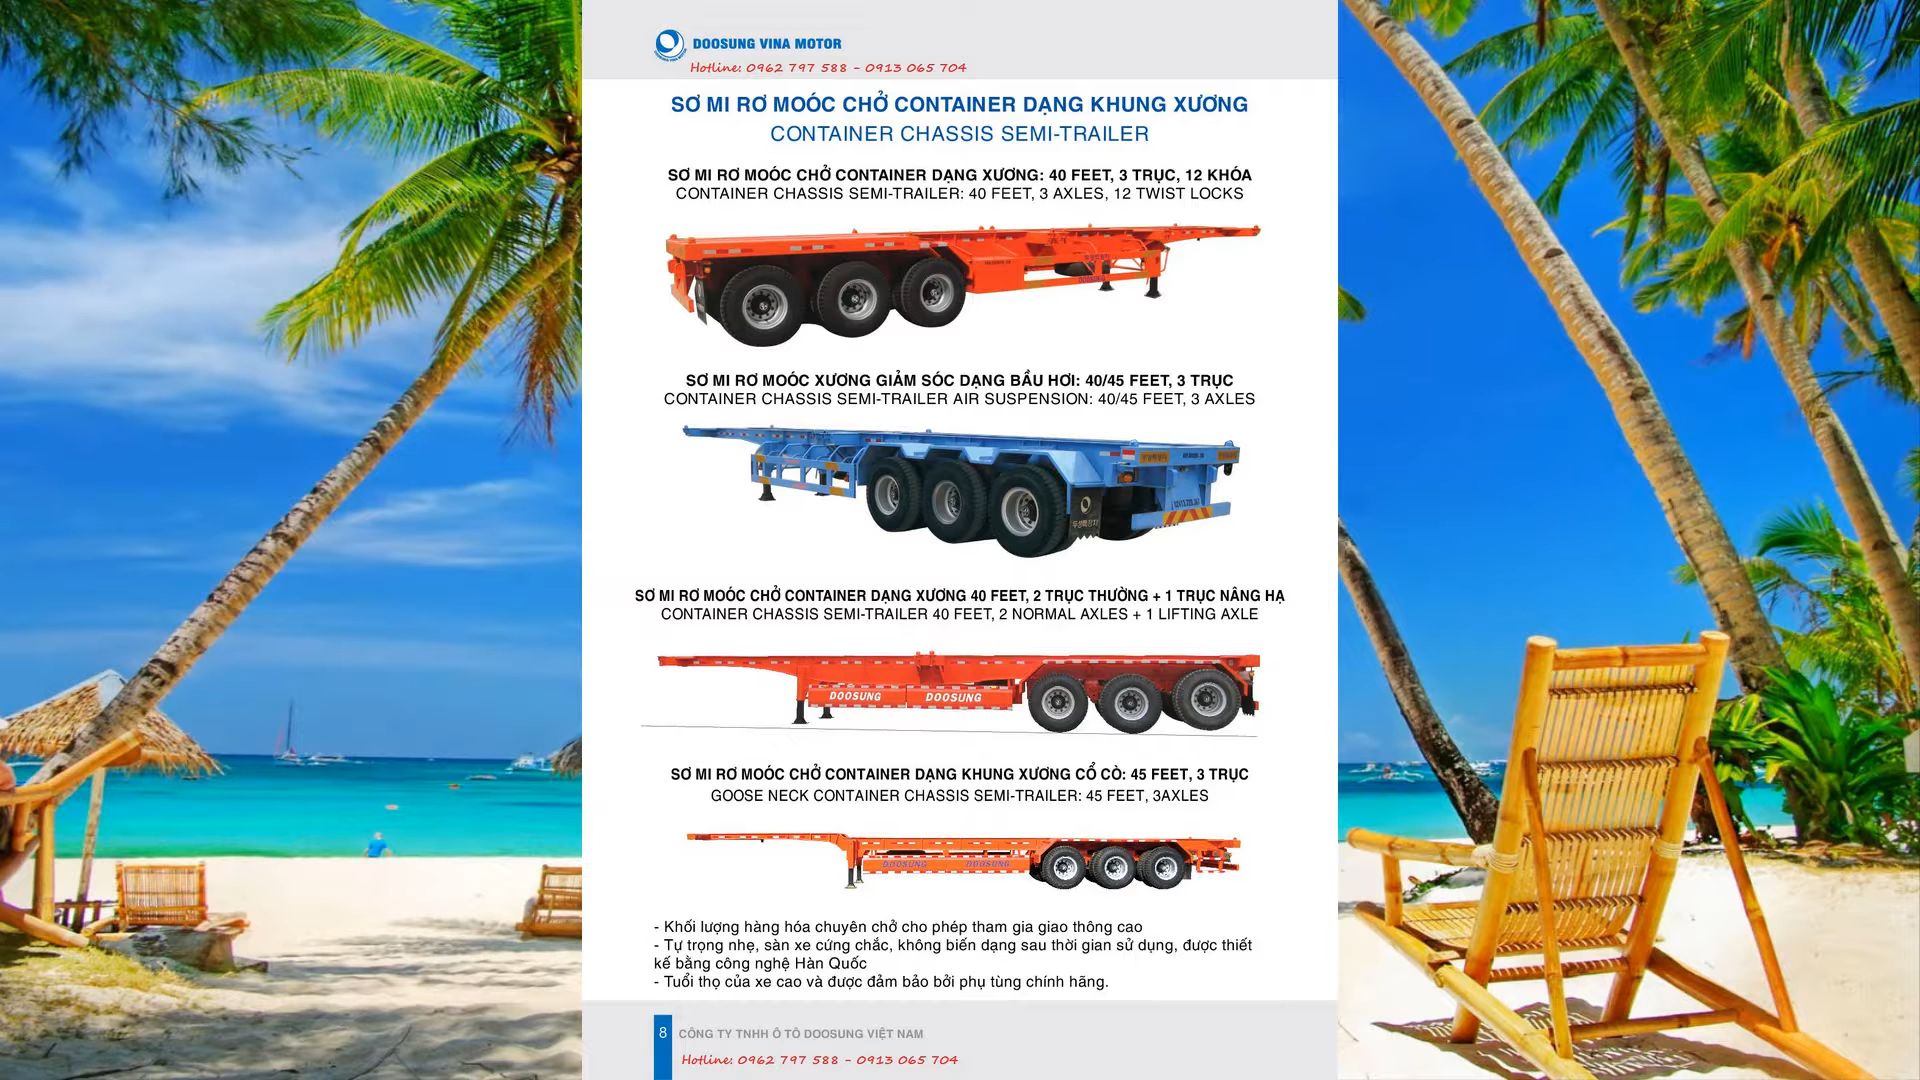 DOOSUNG VINA MOTOR
Hotline: 0962 797 588 - 0913 065 704
SƠ MI RƠ MOÓC CHỞ CONTAINER DẠNG KHUNG XƯƠNG
CONTAINER CHASSIS SEMI-TRAILER
SƠ MI RƠ MOÓC CHỞ CONTAINER DẠNG XƯƠNG: 40 FEET, 3 TRỤC, 12 KHÓA
CONTAINER CHASSIS SEMI-TRAILER: 40 FEET, 3 AXLES, 12 TWIST LOCKS
DOOSUNG
SƠ MI RƠ MOÓC XƯƠNG GIẢM SÓC DẠNG BẦU HƠI: 40/45 FEET, 3 TRỤC
CONTAINER CHASSIS SEMI-TRAILER AIR SUSPENSION: 40/45 FEET, 3 AXLES
두성특장차
SƠ MI RƠ MOÓC CHỞ CONTAINER DẠNG XƯƠNG 40 FEET, 2 TRỤC THƯỜNG + 1 TRỤC NÂNG HẠ
CONTAINER CHASSIS SEMI-TRAILER 40 FEET, 2 NORMAL AXLES + 1 LIFTING AXLE
DOOSUNG DOOSUNG
SƠ MI RƠ MOÓC CHỞ CONTAINER DẠNG KHUNG XƯƠNG CỔ CÒ: 45 FEET, 3 TRỤC
GOOSE NECK CONTAINER CHASSIS SEMI-TRAILER: 45 FEET, 3AXLES
DOOSUNG DOOSUNG
- Khối lượng hàng hóa chuyên chở cho phép tham gia giao thông cao
- Tự trọng nhẹ, sàn xe cứng chắc, không biến dạng sau thời gian sử dụng, được thiết
kế bằng công nghệ Hàn Quốc
- Tuổi thọ của xe cao và được đảm bảo bởi phụ tùng chính hãng.
8 CÔNG TY TNHH Ô TÔ DOOSUNG VIỆT NAM
Hotline: 0962 797 588 - 0913 065 704